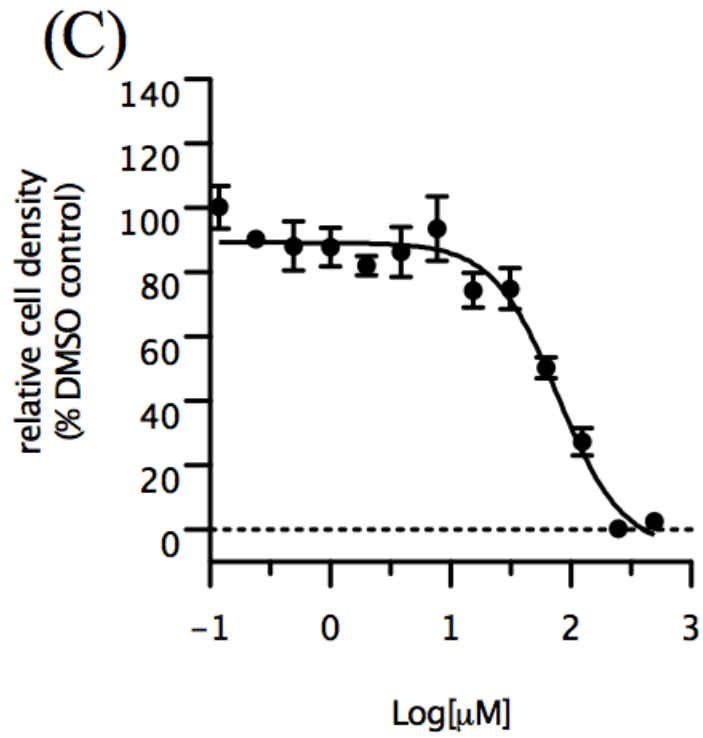 (C)
140
120
100
80
60
40
20
0
relative cell density
(% DMSO control)
−1 0 1 2 3
Log[μM]